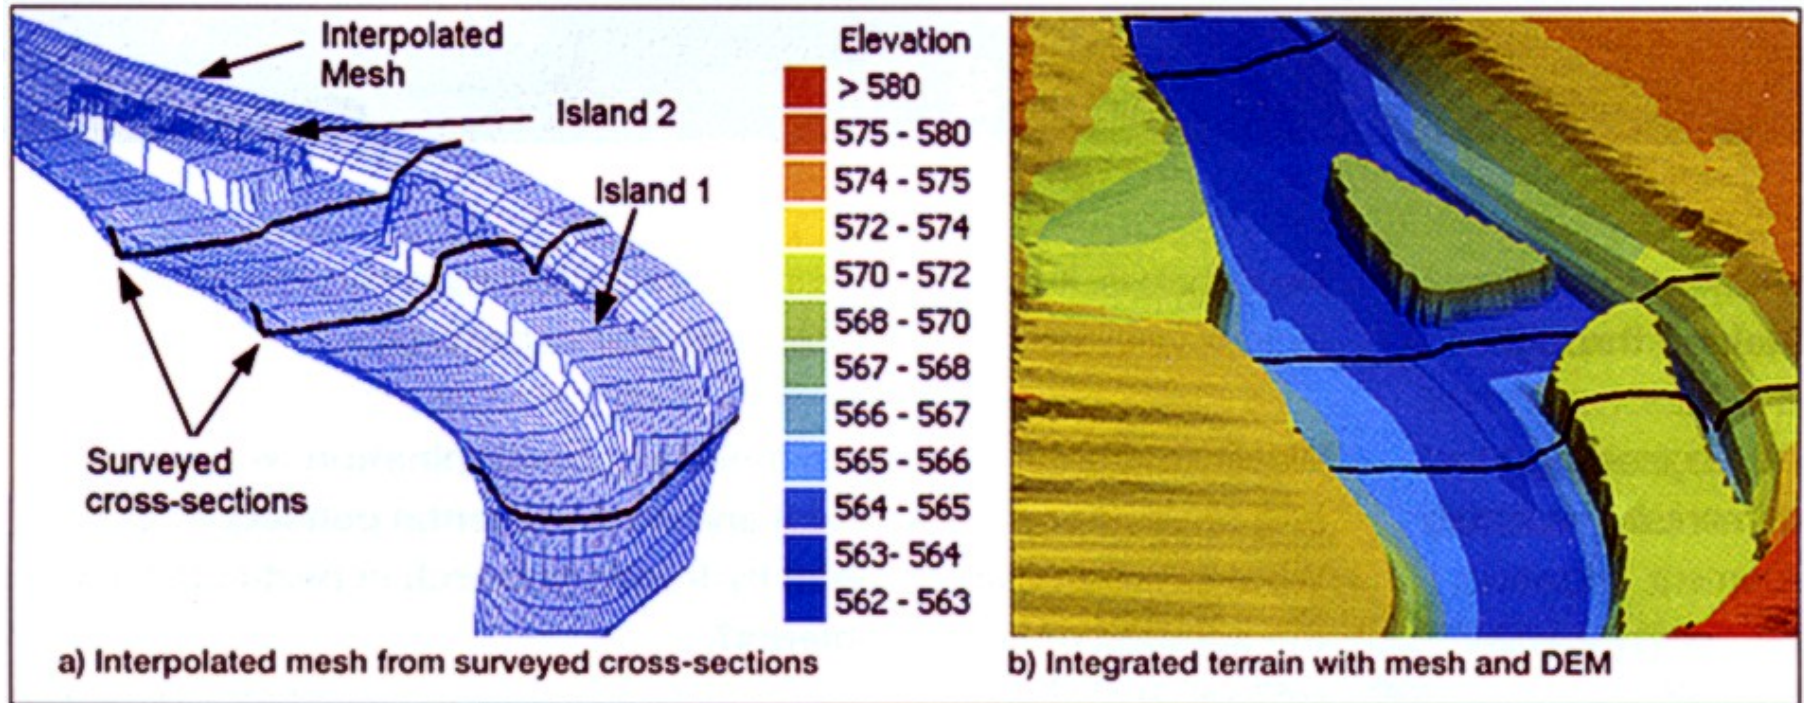 Interpolated
Mesh
Island 2
Island 1
Surveyed
cross-sections
Elevation
> 580
575 - 580
574 - 575
572 - 574
570 - 572
568 - 570
567 - 568
566 - 567
565 - 566
564 - 565
563- 564
562 - 563
a) Interpolated mesh from surveyed cross-sections
b) Integrated terrain with mesh and DEM